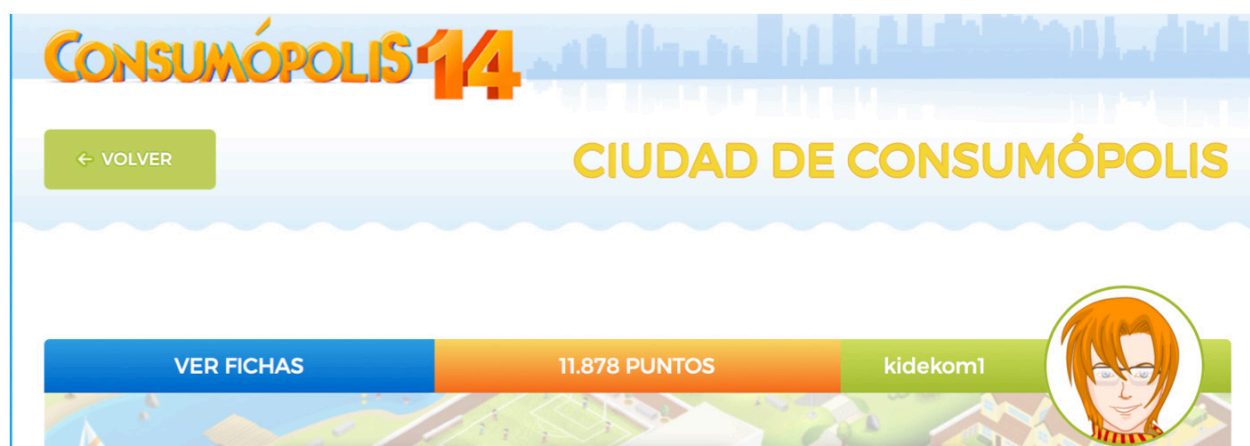 CONSUMÓPOLIS 14
← VOLVER
CIUDAD DE CONSUMÓPOLIS
VER FICHAS
11.878 PUNTOS
kidekom1